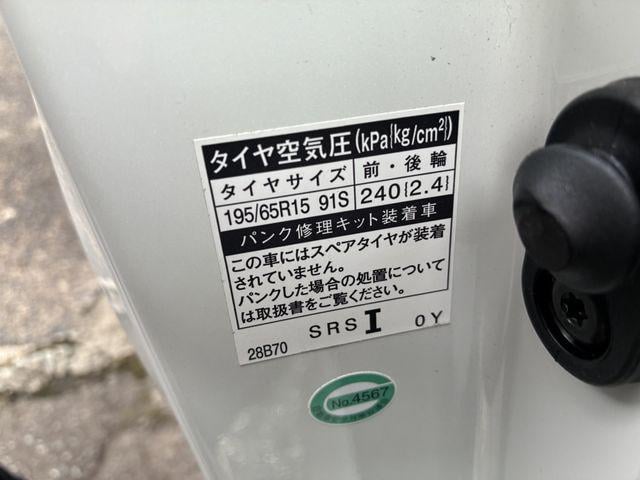 タイヤ空気圧(kPa{kg/cm²})
タイヤサイズ 前・後輪
195/65R15 91S 240{2.4}
パンク修理キット装着車
この車にはスペアタイヤが装着
されていません。
パンクした場合の処置について
は取扱書をご覧ください。
28B70 SRS I 0Y
No.4567